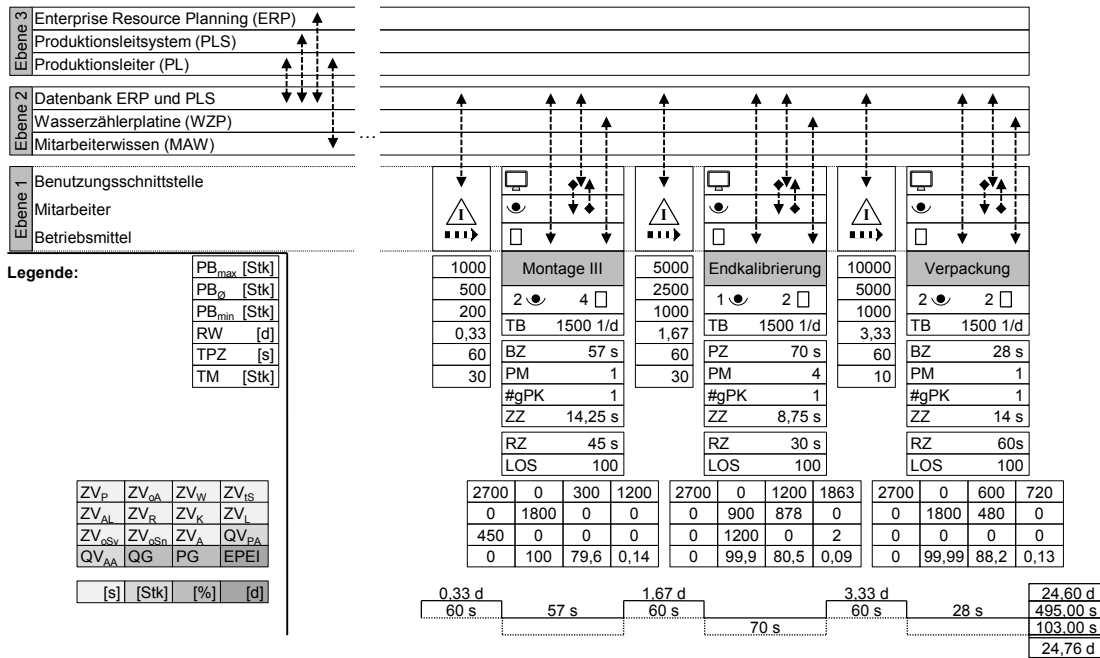 Ebene 3
Enterprise Resource Planning (ERP)
Produktionsleitsystem (PLS)
Produktionsleiter (PL)
Ebene 2
Datenbank ERP und PLS
Wasserzählerplatine (WZP)
Mitarbeiterwissen (MAW)
...
Ebene 1
Benutzungsschnittstelle
Mitarbeiter
Betriebsmittel
I
I
I
Legende:
PBmax [Stk]
PBØ [Stk]
PBmin [Stk]
RW [d]
TPZ [s]
TM [Stk]
1000
500
200
0,33
60
30
Montage III
2 4
TB 1500 1/d
BZ 57 s
PM 1
#gPK 1
ZZ 14,25 s
RZ 45 s
LOS 100
5000
2500
1000
1,67
60
30
Endkalibrierung
1 2
TB 1500 1/d
PZ 70 s
PM 4
#gPK 1
ZZ 8,75 s
RZ 30 s
LOS 100
10000
5000
1000
3,33
60
10
Verpackung
2 2
TB 1500 1/d
BZ 28 s
PM 1
#gPK 1
ZZ 14 s
RZ 60s
LOS 100
ZVP ZVoA ZVW ZVtS
ZVAL ZVR ZVK ZVL
ZVoSv ZVoSn ZVA QVPA
QVAA QG PG EPEI
[s] [Stk] [%] [d]
2700 0 300 1200
0 1800 0 0
450 0 0 0
0 100 79,6 0,14
2700 0 1200 1863
0 900 878 0
0 1200 0 2
0 99,9 80,5 0,09
2700 0 600 720
0 1800 480 0
0 0 0 0
0 99,99 88,2 0,13
0,33 d 1,67 d 3,33 d 24,60 d
60 s 57 s 60 s 60 s 28 s 495,00 s
70 s 103,00 s
24,76 d